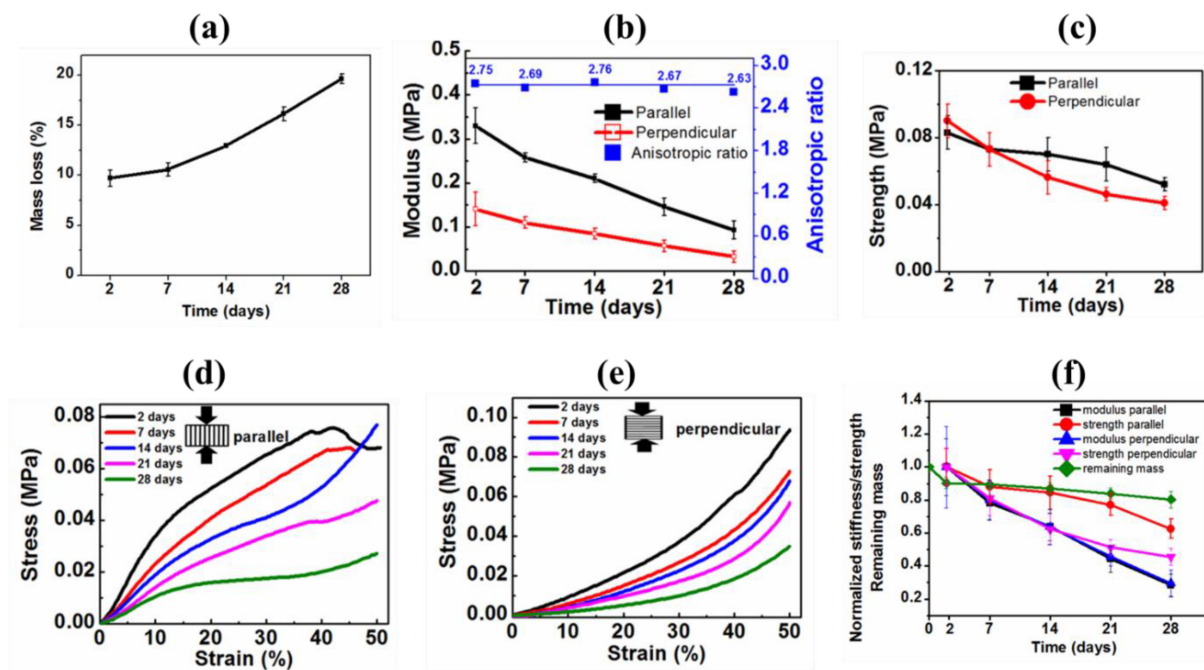 (a)
Mass loss (%)
20
15
10
5
0
2 7 14 21 28
Time (days)
(b)
Modulus (MPa)
0.5
0.4
0.3
0.2
0.1
0.0
2.75 2.69 2.76 2.67 2.63
Parallel
Perpendicular
Anisotropic ratio
3.0
2.4
1.8
1.2
0.6
0.0
Anisotropic ratio
2 7 14 21 28
Time (days)
(c)
Strength (MPa)
0.12
0.08
0.04
0.00
Parallel
Perpendicular
2 7 14 21 28
Time (days)
(d)
Stress (MPa)
0.08
0.06
0.04
0.02
0.00
2 days
7 days
14 days
21 days
28 days
parallel
0 10 20 30 40 50
Strain (%)
(e)
Stress (MPa)
0.10
0.08
0.06
0.04
0.02
0.00
2 days
7 days
14 days
21 days
28 days
perpendicular
0 10 20 30 40 50
Strain (%)
(f)
Normalized stiffness/strength
Remaining mass
1.4
1.2
1.0
0.8
0.6
0.4
0.2
modulus parallel
strength parallel
modulus perpendicular
strength perpendicular
remaining mass
0 2 7 14 21 28
Time (days)